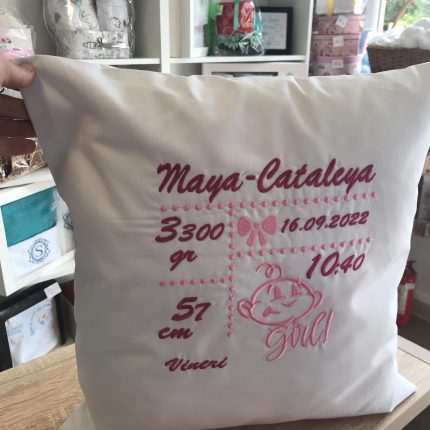 Maya-Cataleya
3300
gr
16.09.2022
10:40
57
cm
Girl!
Vineri
S